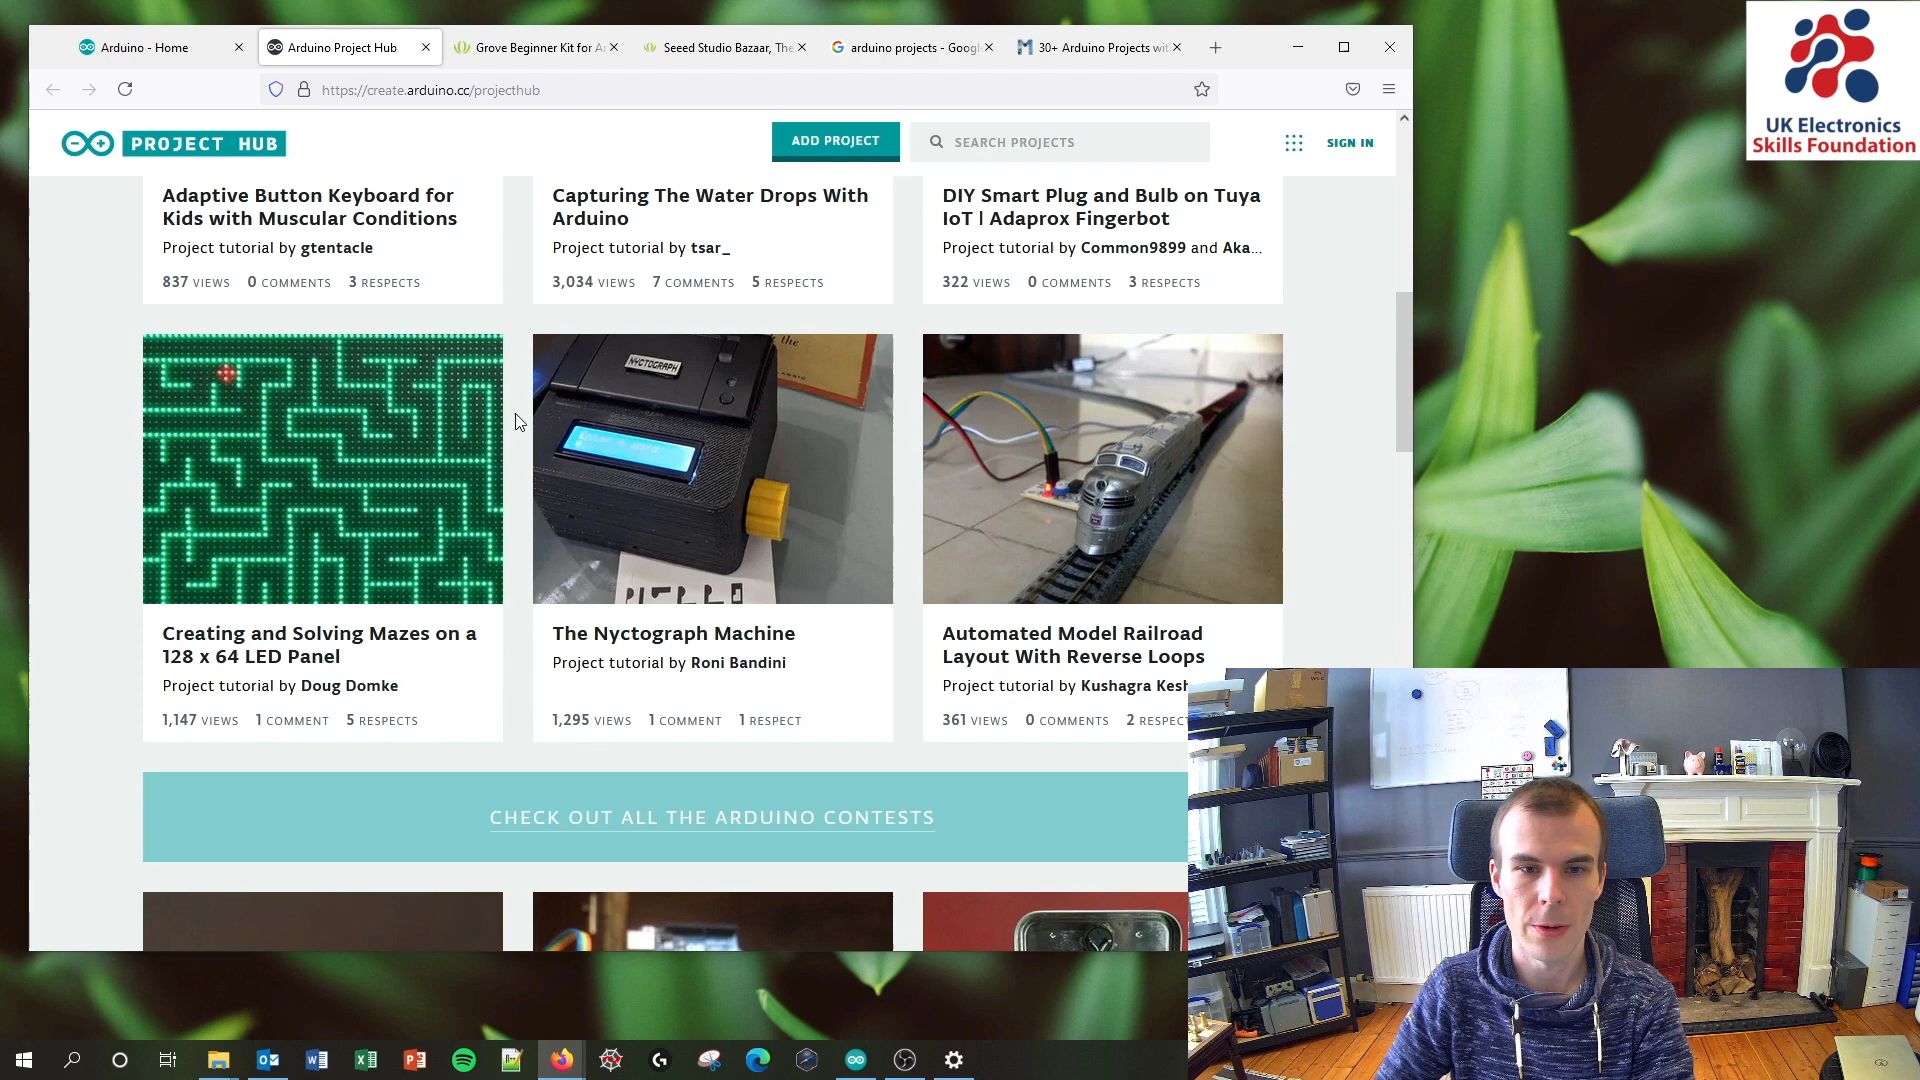 Arduino - Home
Arduino Project Hub
Grove Beginner Kit for Ar
Seeed Studio Bazaar, The
arduino projects - Google
30+ Arduino Projects wit
https://create.arduino.cc/projecthub
PROJECT HUB
ADD PROJECT
SEARCH PROJECTS
SIGN IN
UK Electronics
Skills Foundation
Adaptive Button Keyboard for
Kids with Muscular Conditions
Project tutorial by gtentacle
837 VIEWS 0 COMMENTS 3 RESPECTS
Capturing The Water Drops With
Arduino
Project tutorial by tsar_
3,034 VIEWS 7 COMMENTS 5 RESPECTS
DIY Smart Plug and Bulb on Tuya
IoT | Adaprox Fingerbot
Project tutorial by Common9899 and Aka...
322 VIEWS 0 COMMENTS 3 RESPECTS
NYCTOGRAPH
Creating and Solving Mazes on a
128 x 64 LED Panel
Project tutorial by Doug Domke
1,147 VIEWS 1 COMMENT 5 RESPECTS
The Nyctograph Machine
Project tutorial by Roni Bandini
1,295 VIEWS 1 COMMENT 1 RESPECT
Automated Model Railroad
Layout With Reverse Loops
Project tutorial by Kushagra Kesh
361 VIEWS 0 COMMENTS 2 RESPECT
CHECK OUT ALL THE ARDUINO CONTESTS